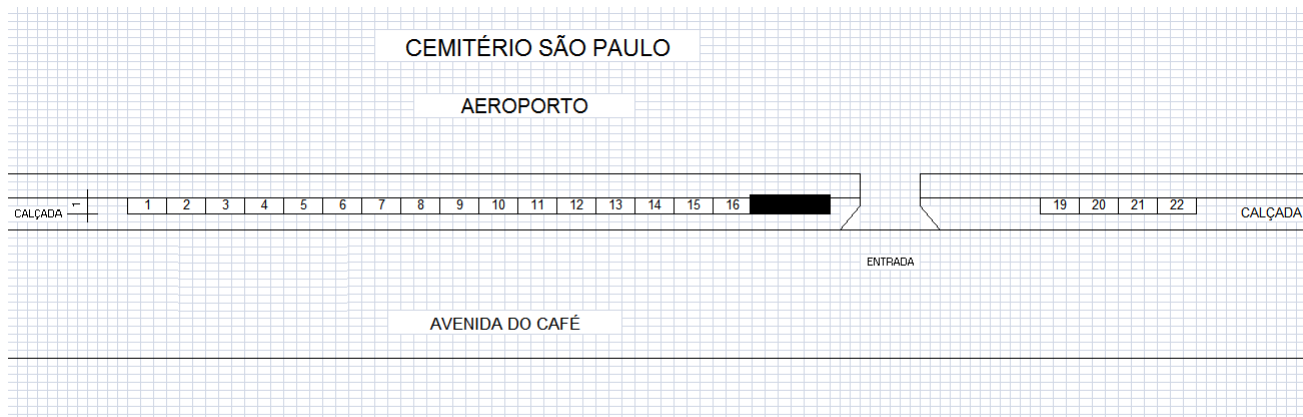 CEMITÉRIO SÃO PAULO
AEROPORTO
CALÇADA 1
1 2 3 4 5 6 7 8 9 10 11 12 13 14 15 16
19 20 21 22
CALÇADA
ENTRADA
AVENIDA DO CAFÉ